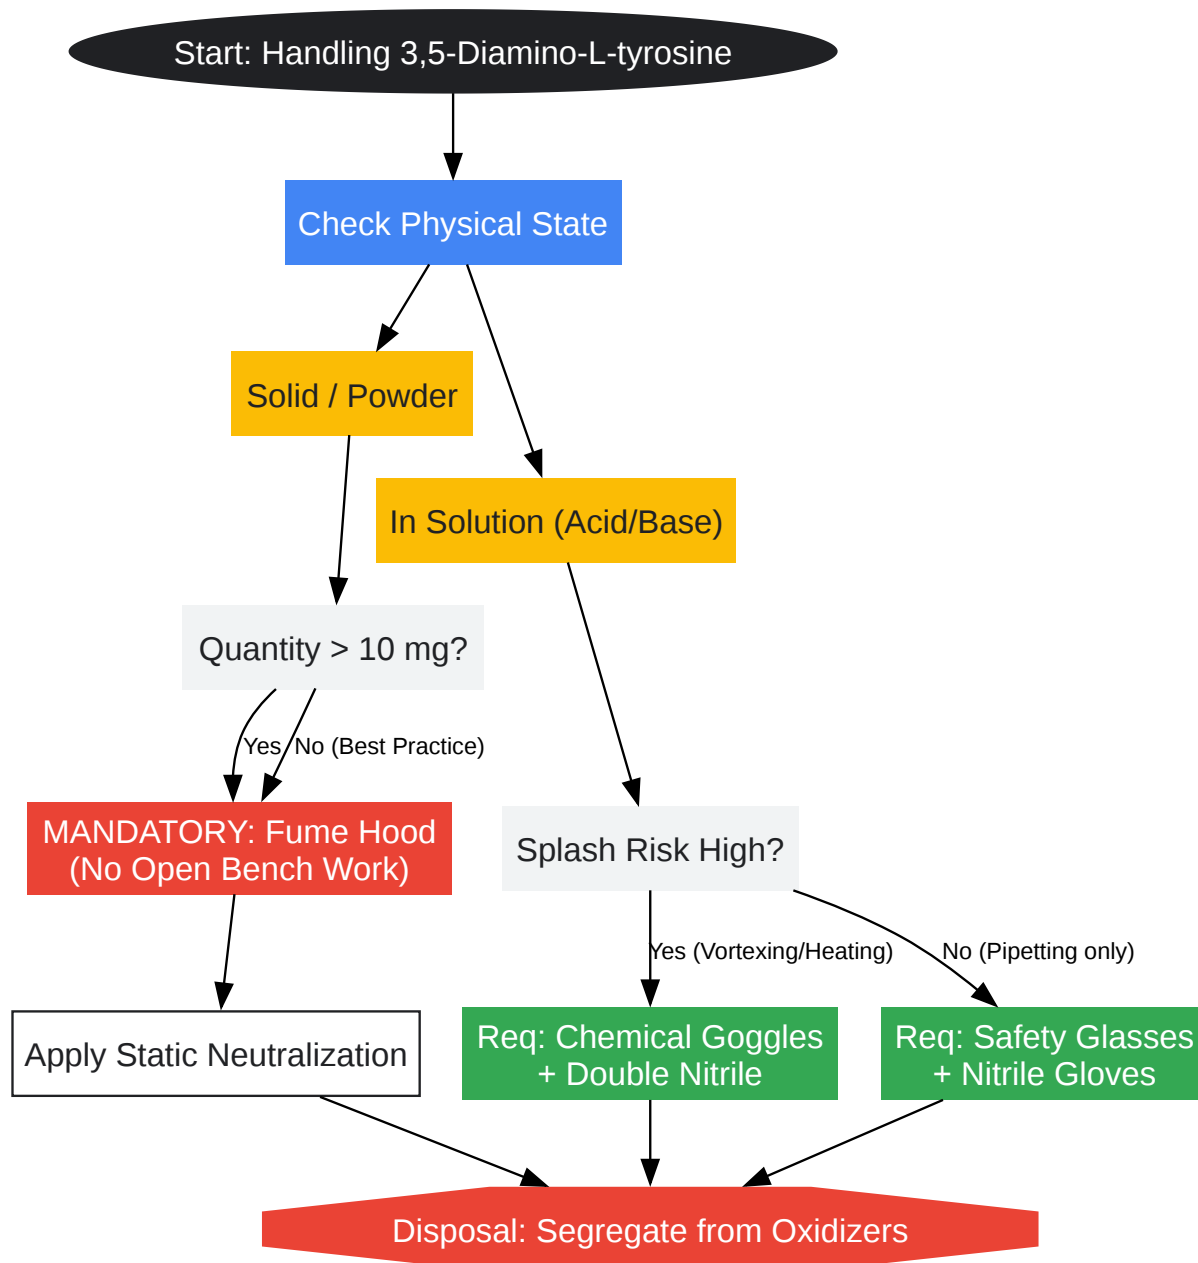 Start: Handling 3,5-Diamino-L-tyrosine
Check Physical State
Solid / Powder
In Solution (Acid/Base)
Quantity > 10 mg?
Yes
No (Best Practice)
MANDATORY: Fume Hood
(No Open Bench Work)
Splash Risk High?
Yes (Vortexing/Heating)
No (Pipetting only)
Apply Static Neutralization
Req: Chemical Goggles
+ Double Nitrile
Req: Safety Glasses
+ Nitrile Gloves
Disposal: Segregate from Oxidizers